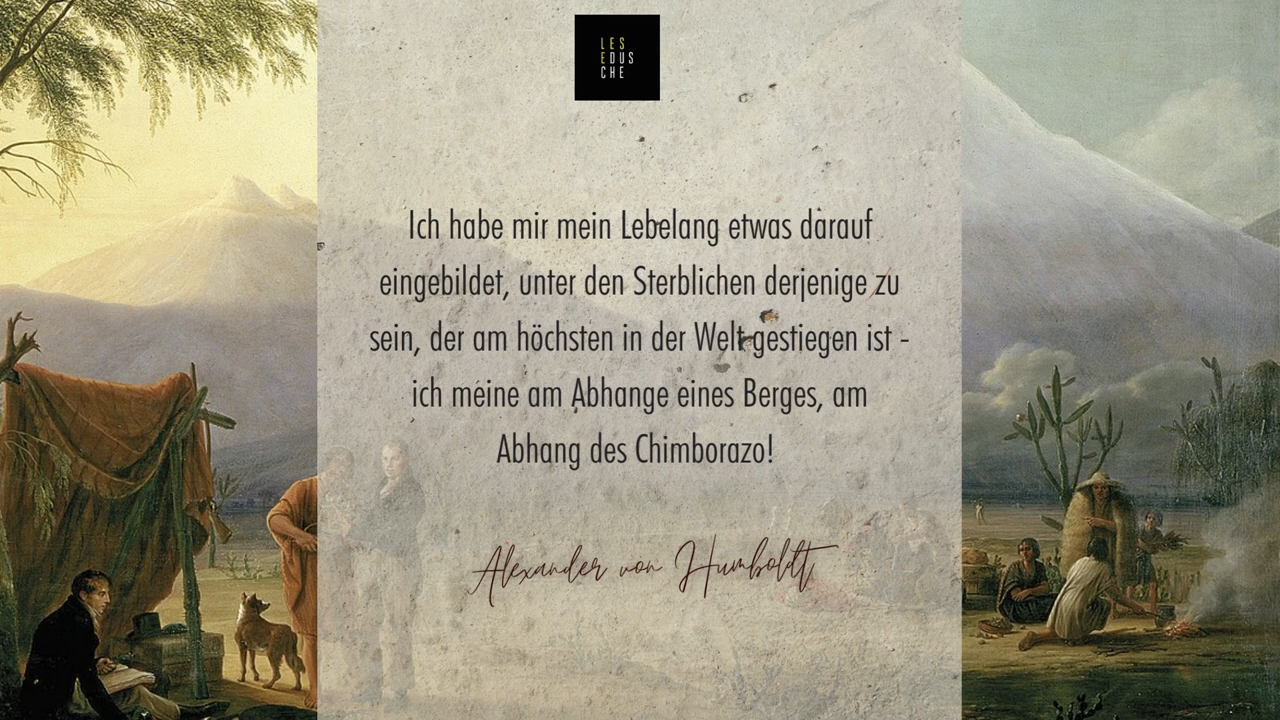 LES
EDUS
CHE
Ich habe mir mein Lebelang etwas darauf
eingebildet, unter den Sterblichen derjenige zu
sein, der am höchsten in der Welt gestiegen ist -
ich meine am Abhange eines Berges, am
Abhang des Chimborazo!
Alexander von Humboldt